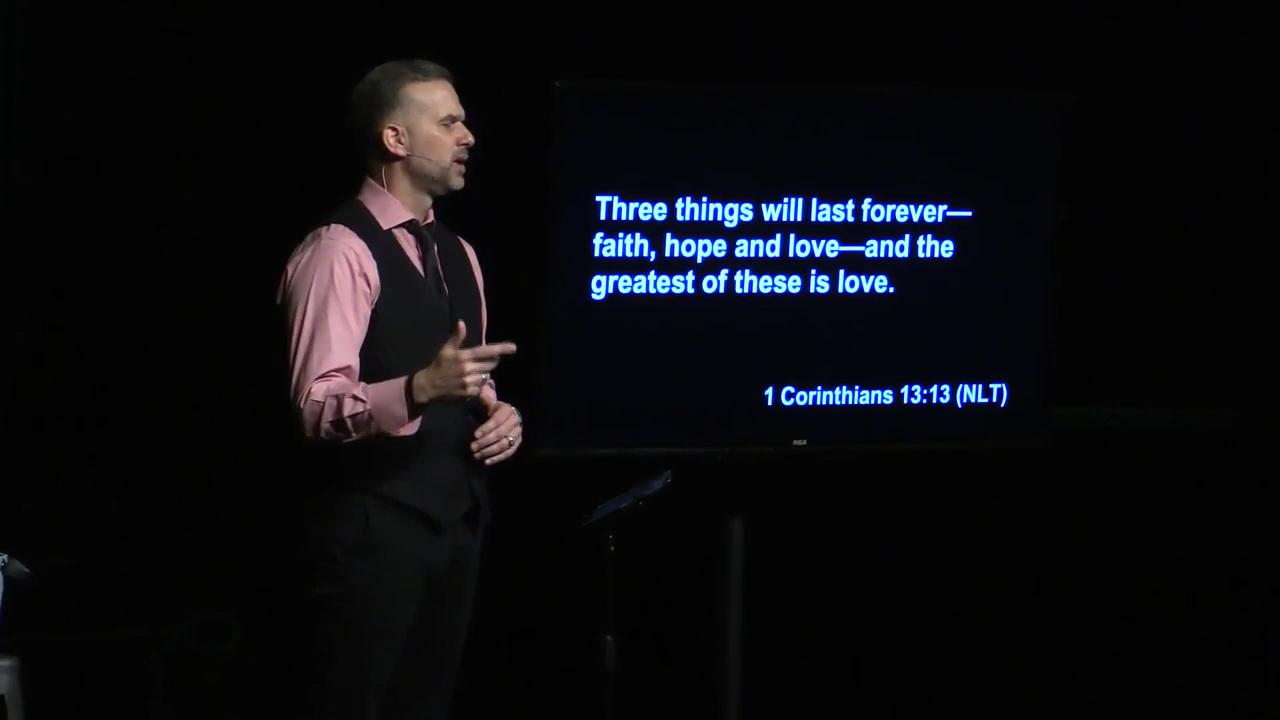 Three things will last forever—
faith, hope and love—and the
greatest of these is love.
1 Corinthians 13:13 (NLT)
RCA